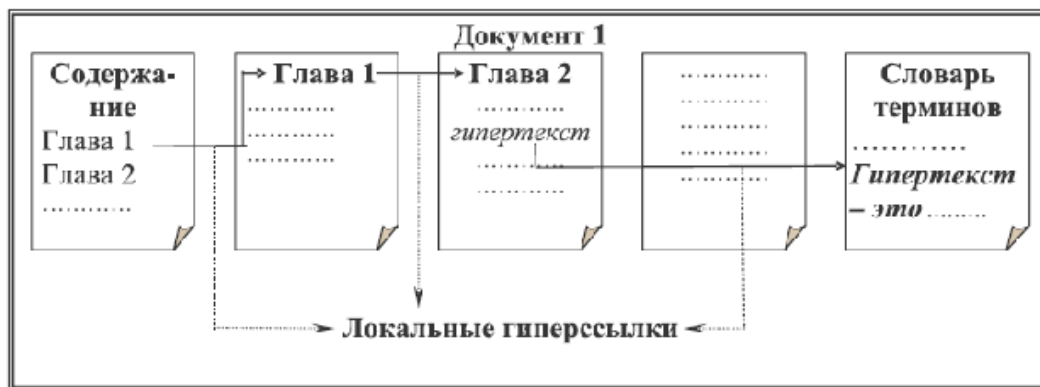 Документ 1
Содержа-
ние
Глава 1
Глава 2
............
Глава 1
............
............
............
Глава 2
............
гипертекст
............
............
............
............
............
............
............
Словарь
терминов
............
Гипертекст
– это ........
Локальные гиперссылки